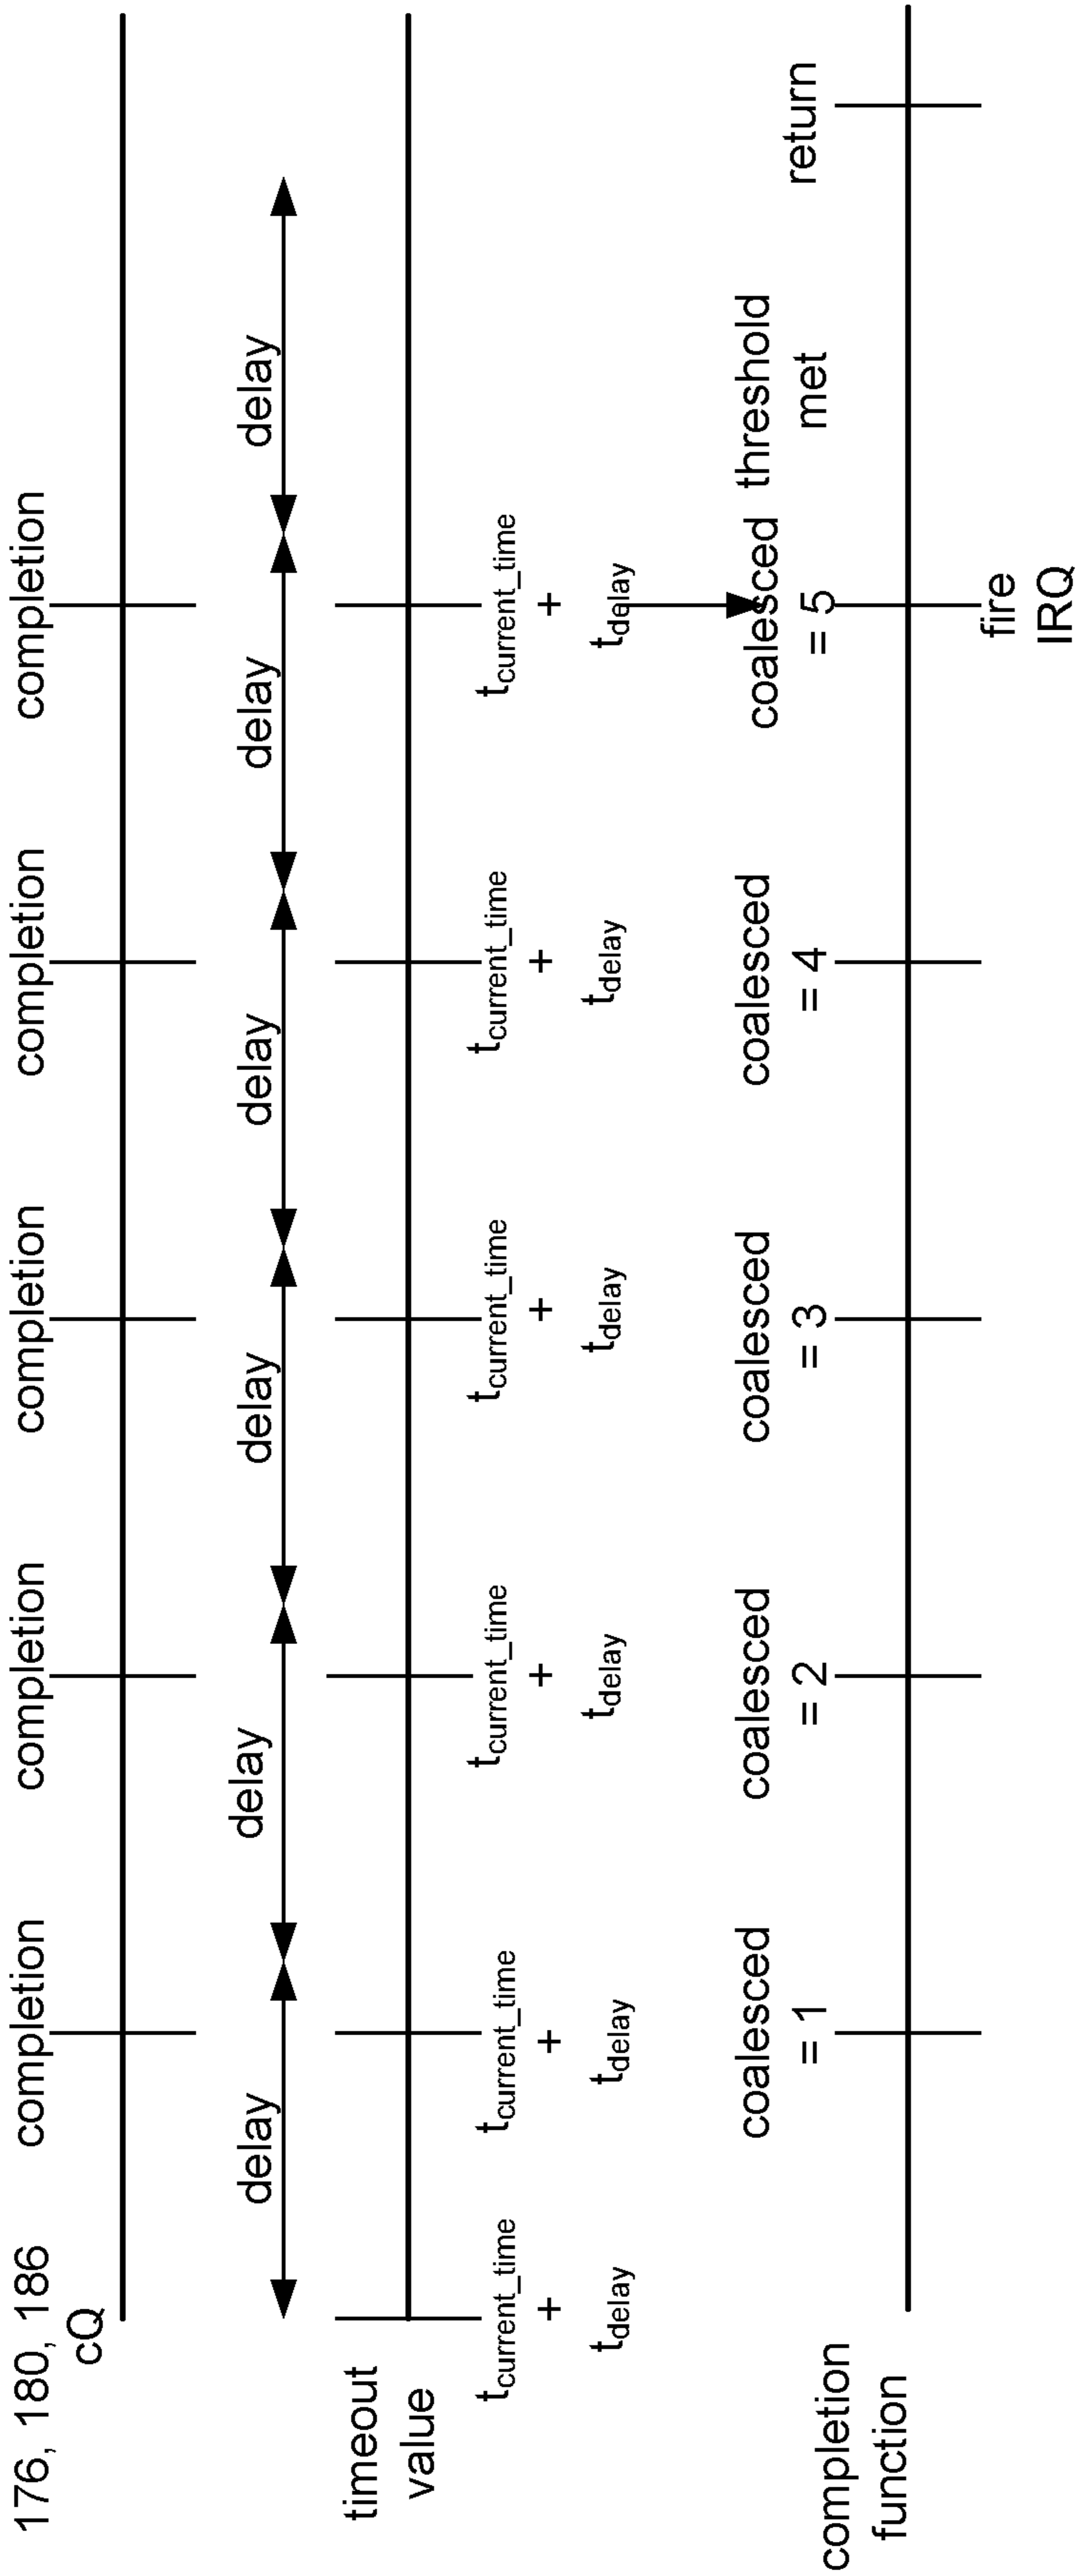 176, 180, 186
cQ
completion
completion
completion
completion
completion
delay
delay
delay
delay
delay
delay
timeout
value
tcurrent_time
+
tdelay
tcurrent_time
+
tdelay
tcurrent_time
+
tdelay
tcurrent_time
+
tdelay
tcurrent_time
+
tdelay
tcurrent_time
+
tdelay
completion
function
coalesced
= 1
coalesced
= 2
coalesced
= 3
coalesced
= 4
coalesced
= 5
threshold
met
return
fire
IRQ